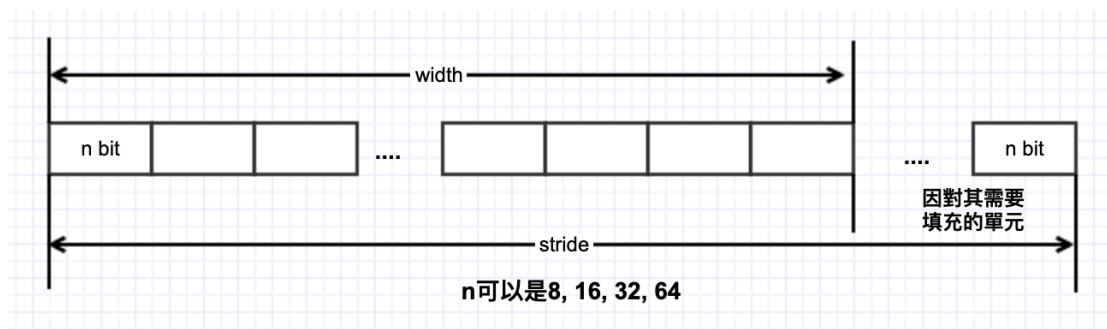 width
n bit
....
....
n bit
因對其需要
填充的單元
stride
n可以是8, 16, 32, 64